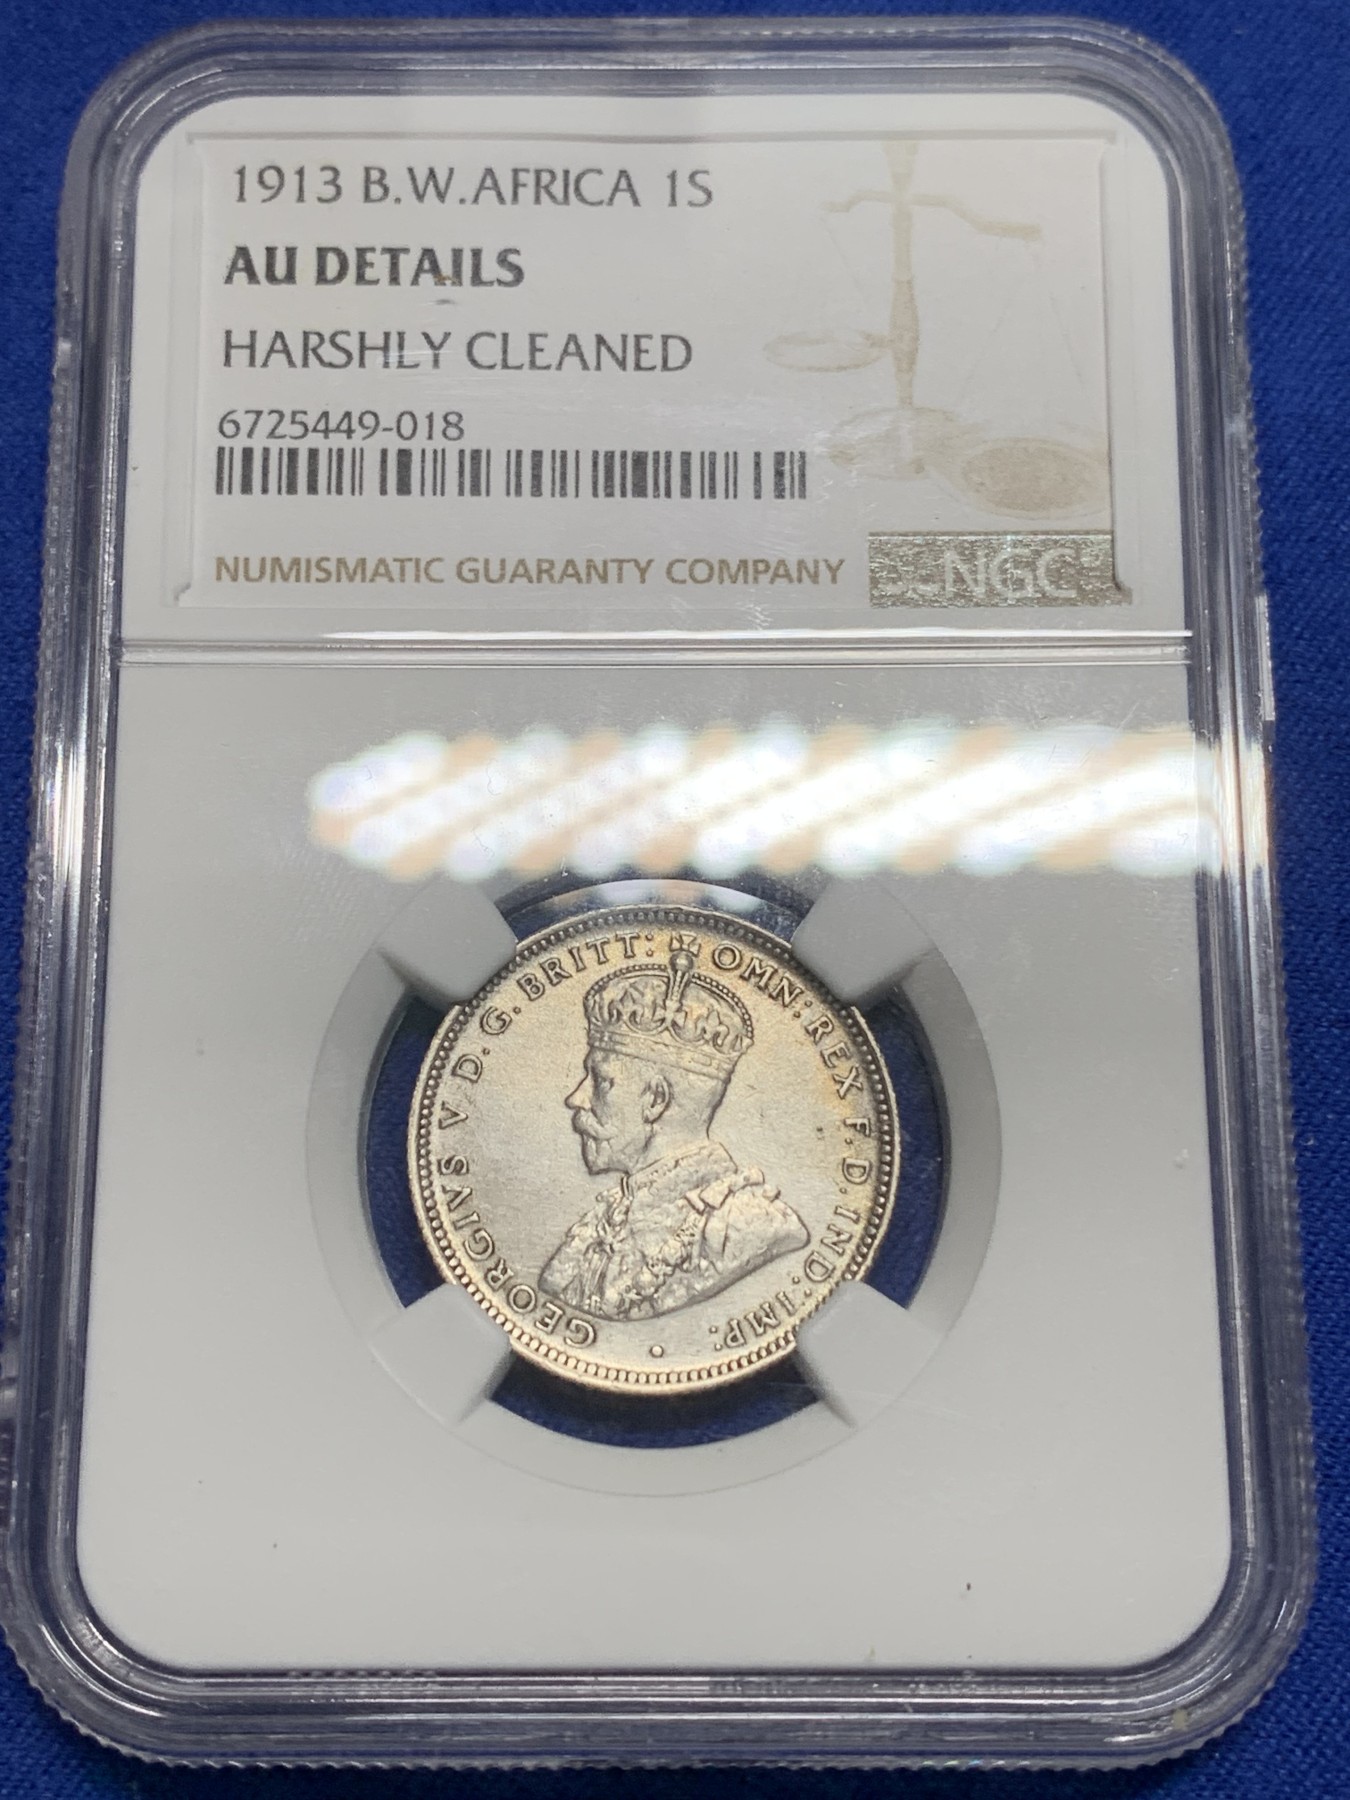 1913 B.W.AFRICA 1S
AU DETAILS
HARSHLY CLEANED
6725449-018
NUMISMATIC GUARANTY COMPANY
NGC
GEORGIVS V D.G. BRITT: OMN: REX F.D. IND: IMP: